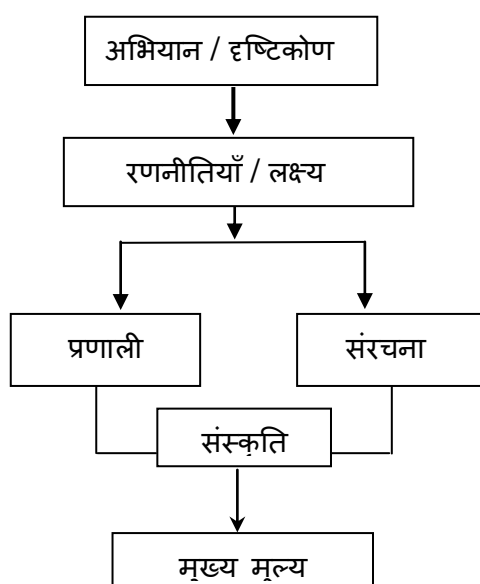 अभियान / दृष्टिकोण
रणनीतियाँ / लक्ष्य
प्रणाली
संरचना
संस्कृति
मुख्य मूल्य